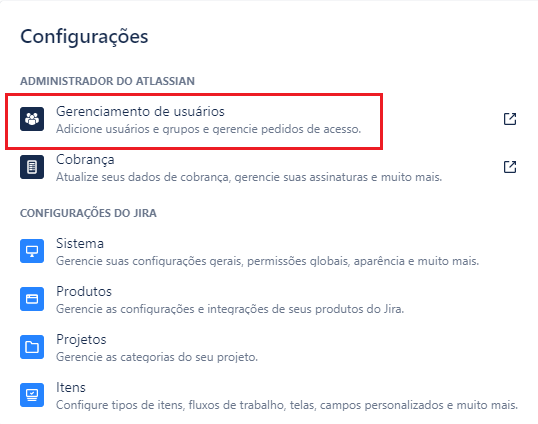 Configurações
ADMINISTRADOR DO ATLASSIAN
Gerenciamento de usuários
Adicione usuários e grupos e gerencie pedidos de acesso.
Cobrança
Atualize seus dados de cobrança, gerencie suas assinaturas e muito mais.
CONFIGURAÇÕES DO JIRA
Sistema
Gerencie suas configurações gerais, permissões globais, aparência e muito mais.
Produtos
Gerencie as configurações e integrações de seus produtos do Jira.
Projetos
Gerencie as categorias do seu projeto.
Itens
Configure tipos de itens, fluxos de trabalho, telas, campos personalizados e muito mais.